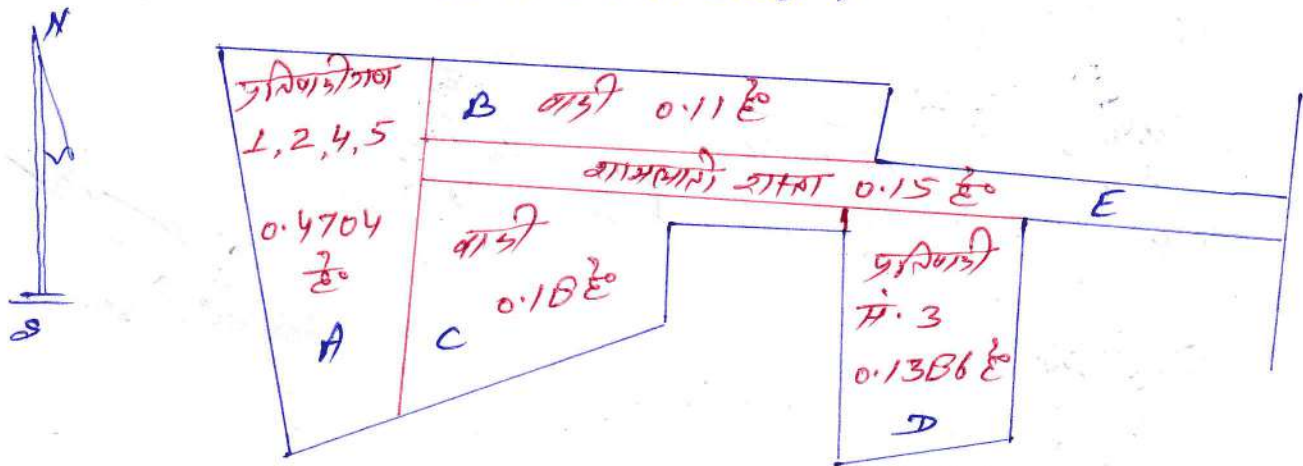 N
S
प्रतिवादीगण
1, 2, 4, 5
0.4704
है०
A
B वादी 0.11 है०
शामलाती रास्ता 0.15 है०
E
वादी
0.18 है०
C
प्रतिवादी
नं. 3
0.1386 है०
D